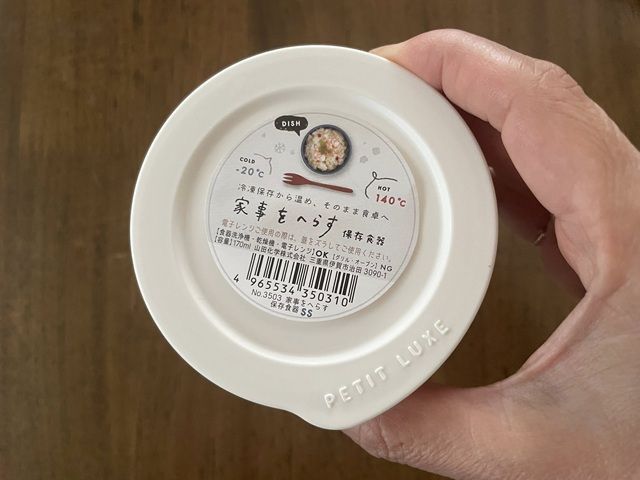 DISH
COLD
-20℃
HOT
140℃
冷凍保存から温め、そのまま食卓へ
家事をへらす 保存食器
電子レンジご使用の際は、蓋をズラしてご使用ください。
[食器洗浄機・乾燥機・電子レンジ]OK [グリル・オーブン]NG
[容量]170ml 山田化学株式会社 三重県伊賀市治田 3090-1
4 965534 350310
No.3503 家事をへらす
保存食器 SS
PETIT LUXE